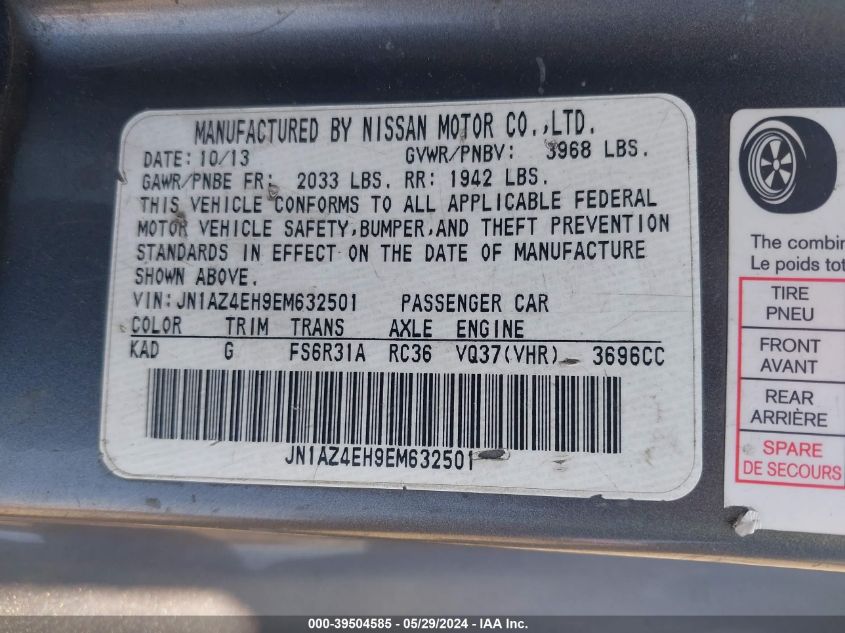 MANUFACTURED BY NISSAN MOTOR CO.,LTD.
DATE: 10/13 GVWR/PNBV: 3968 LBS.
GAWR/PNBE FR: 2033 LBS. RR: 1942 LBS.
THIS VEHICLE CONFORMS TO ALL APPLICABLE FEDERAL
MOTOR VEHICLE SAFETY,BUMPER,AND THEFT PREVENTION
STANDARDS IN EFFECT ON THE DATE OF MANUFACTURE
SHOWN ABOVE.
VIN: JN1AZ4EH9EM632501 PASSENGER CAR
COLOR TRIM TRANS AXLE ENGINE
KAD G FS6R31A RC36 VQ37(VHR) 3696CC
JN1AZ4EH9EM632501
The combin
Le poids tot
TIRE
PNEU
FRONT
AVANT
REAR
ARRIÈRE
SPARE
DE SECOURS
000-39504585 - 05/29/2024 - IAA Inc.